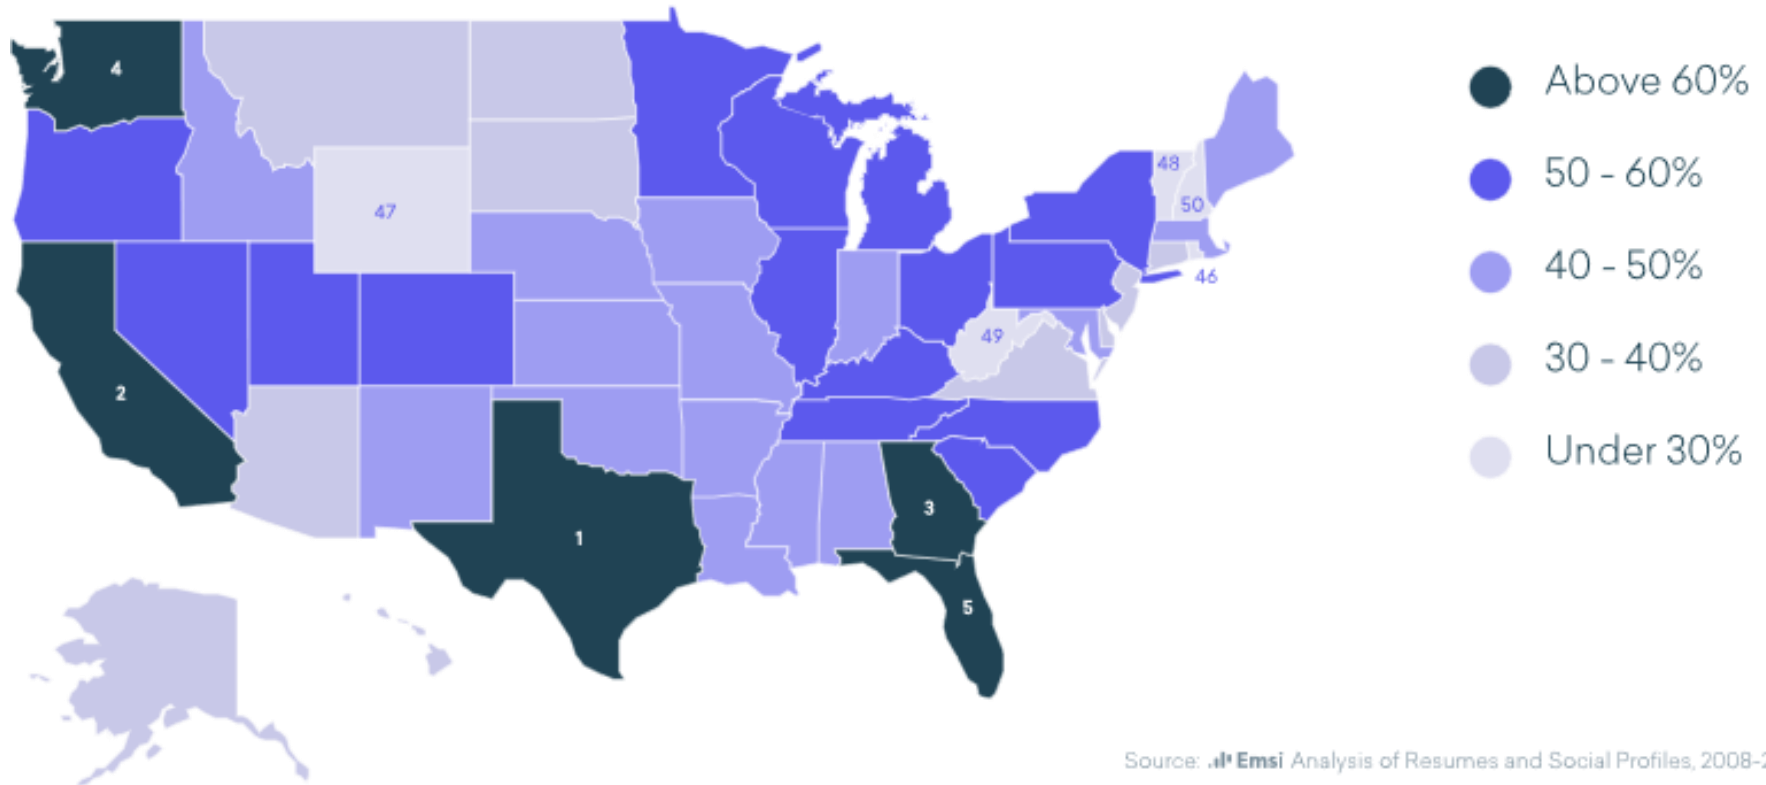 4
Above 60%
48
50 - 60%
47
50
40 - 50%
46
49
30 - 40%
2
Under 30%
3
1
5
Source: Emsi Analysis of Resumes and Social Profiles, 2008-2